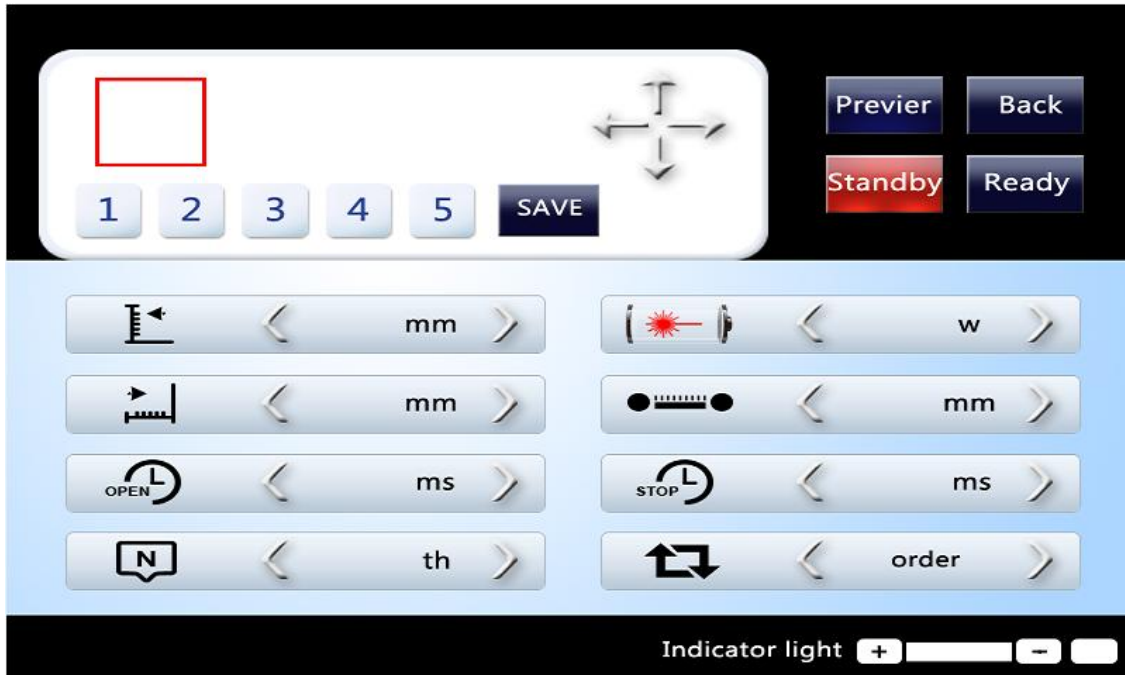 Previer Back
Standby Ready
1 2 3 4 5 SAVE
mm w
mm mm
OPEN ms STOP ms
N th order
Indicator light + -